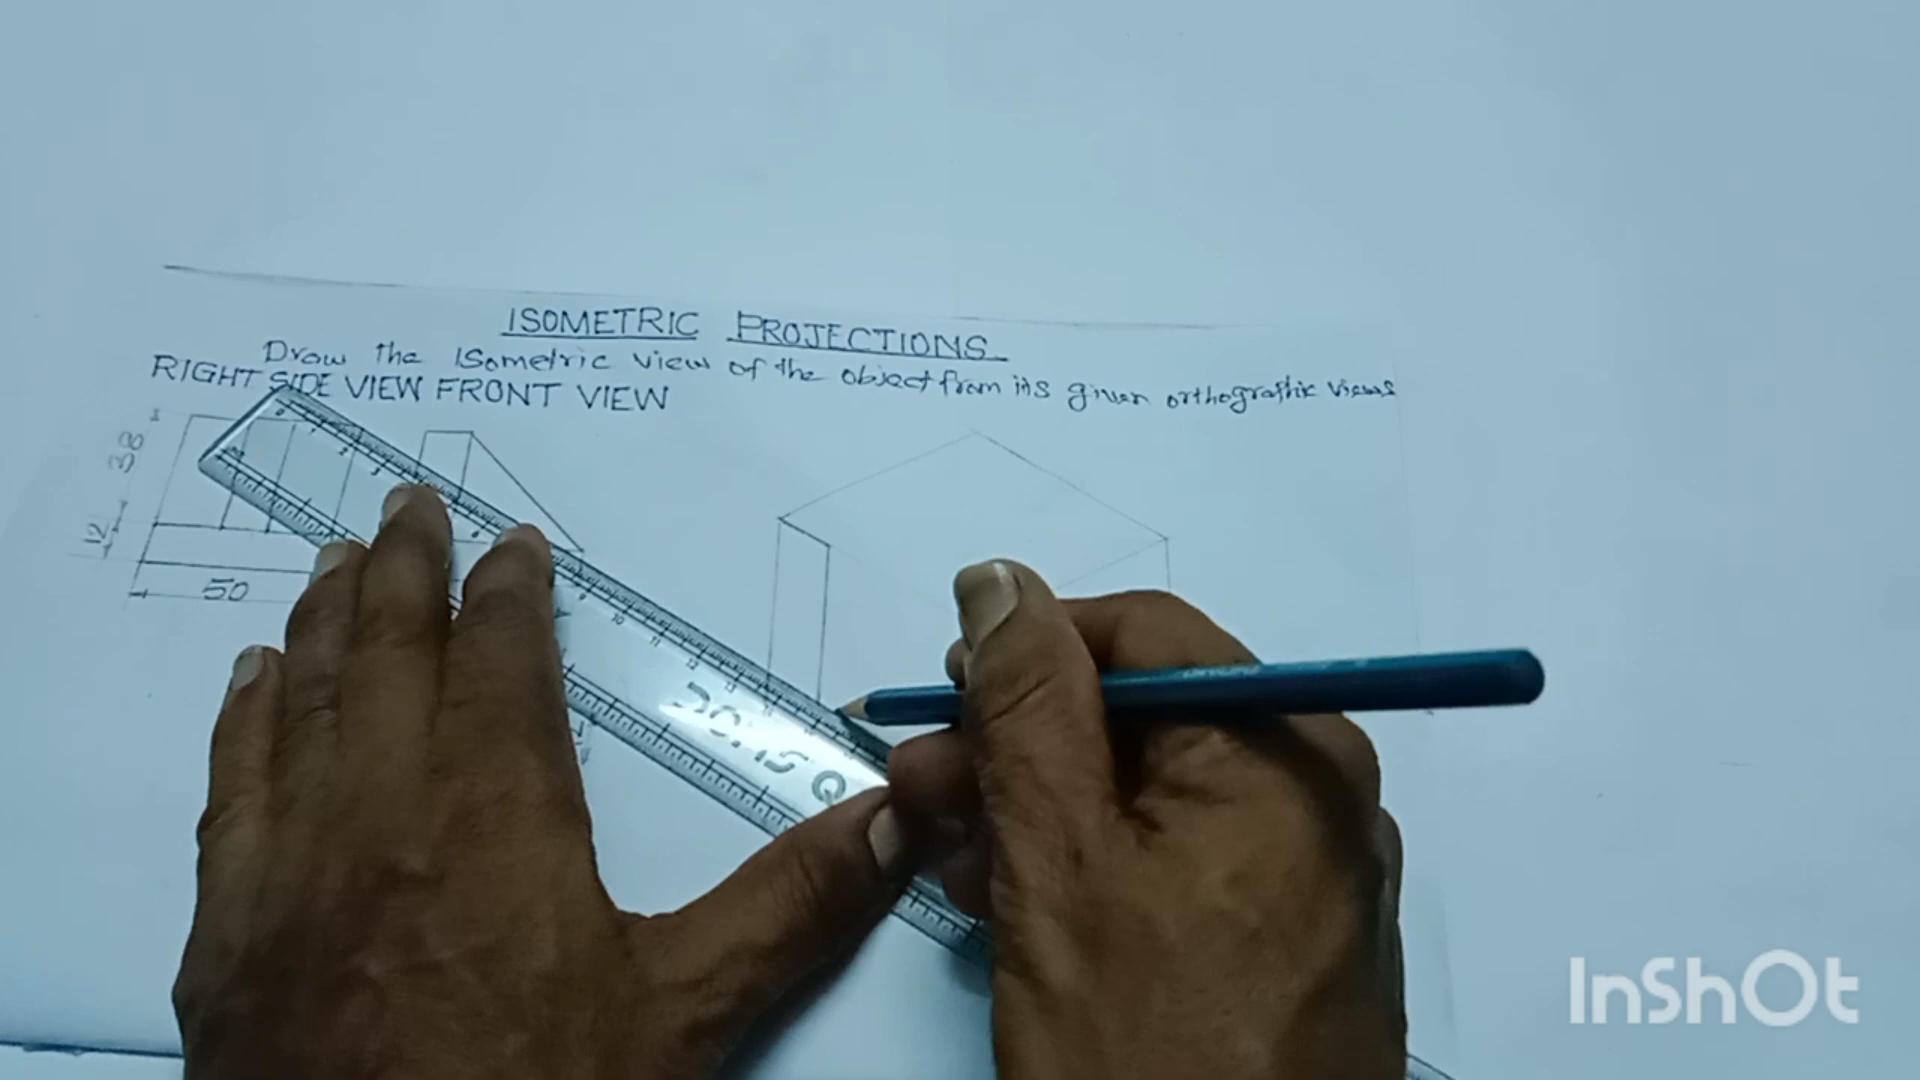 ISOMETRIC PROJECTIONS
Draw the Isometric view of the object from its given orthographic views
RIGHT SIDE VIEW FRONT VIEW
38
12
50
DOMS Q
InShOt